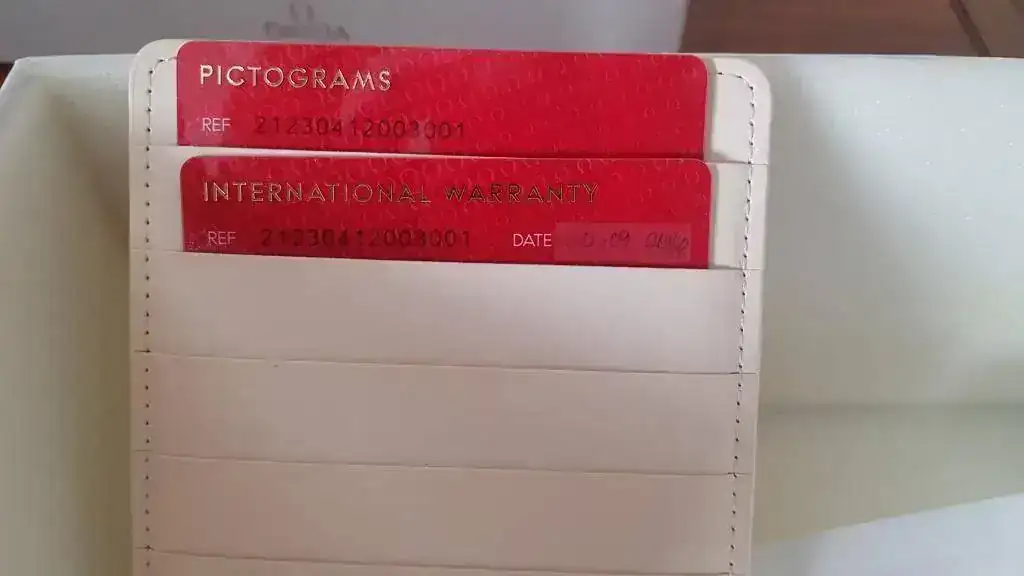 PICTOGRAMS
REF 21230412003001
INTERNATIONAL WARRANTY
REF 21230412003001 DATE